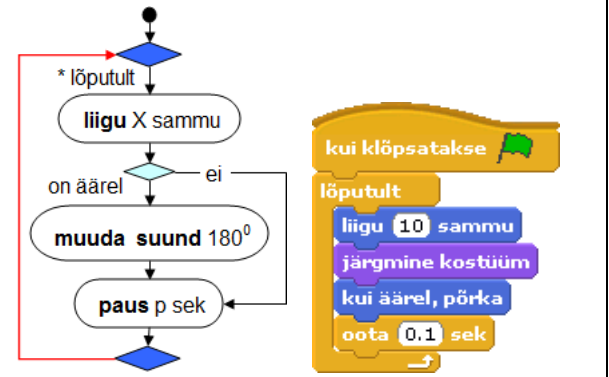 * lõputult
liigu X sammu
on äärel
ei
muuda suund 180⁰
paus p sek
kui klõpsatakse
lõputult
liigu 10 sammu
järgmine kostüüm
kui äärel, põrka
oota 0.1 sek